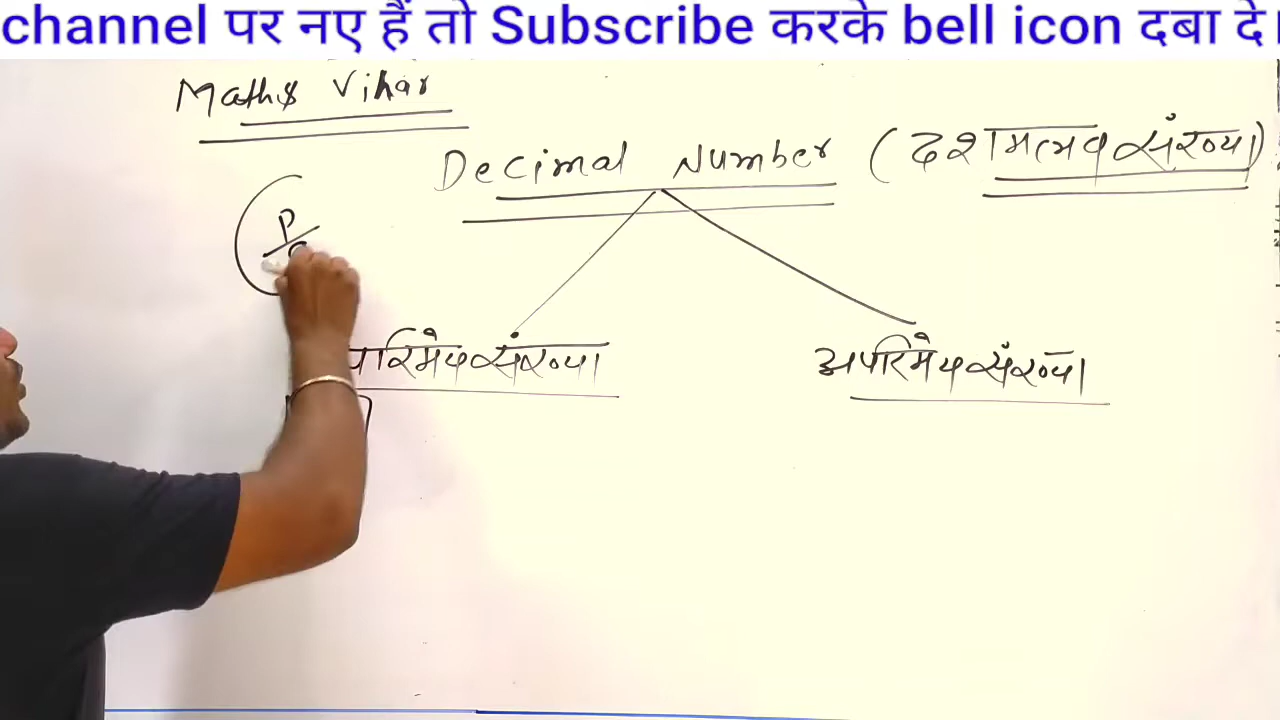 channel पर नए हैं तो Subscribe करके bell icon दबा दे
Maths Vihar
Decimal Number (दशमलव संख्या)
P
परिमेय संख्या
अपरिमेय संख्या